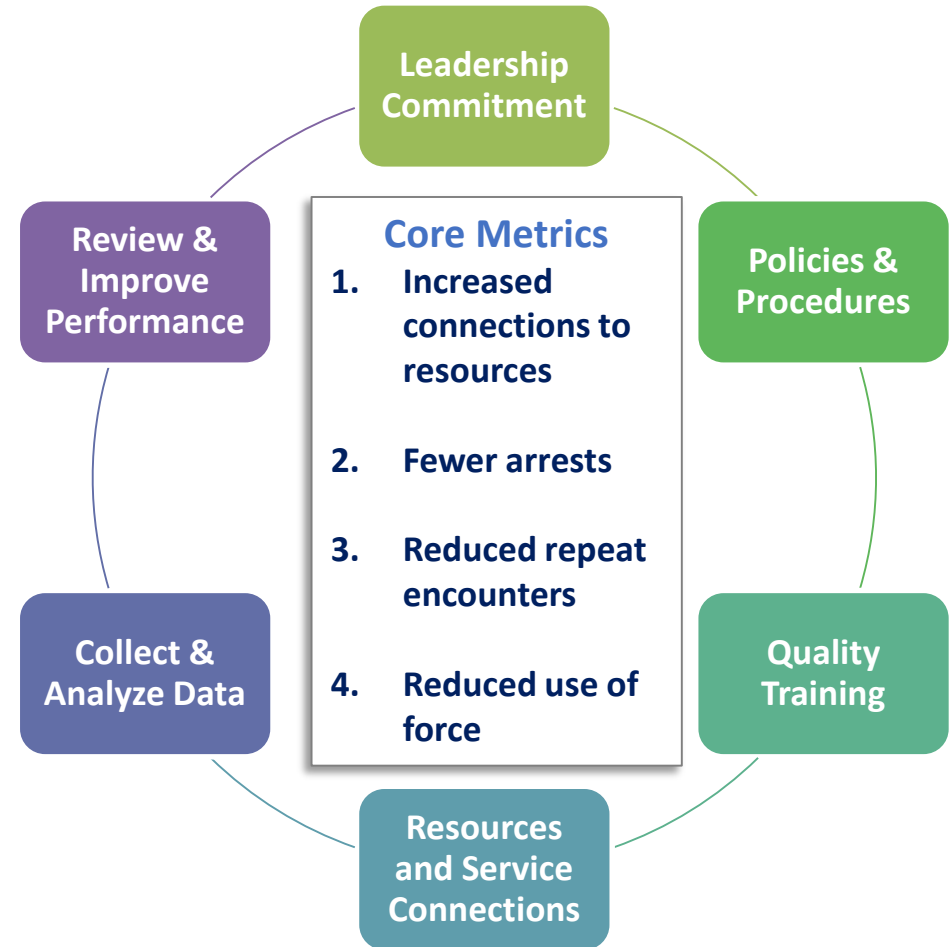 Leadership
Commitment
Policies &
Procedures
Quality
Training
Resources
and Service
Connections
Collect &
Analyze Data
Review &
Improve
Performance
Core Metrics
1. Increased
connections to
resources
2. Fewer arrests
3. Reduced repeat
encounters
4. Reduced use of
force